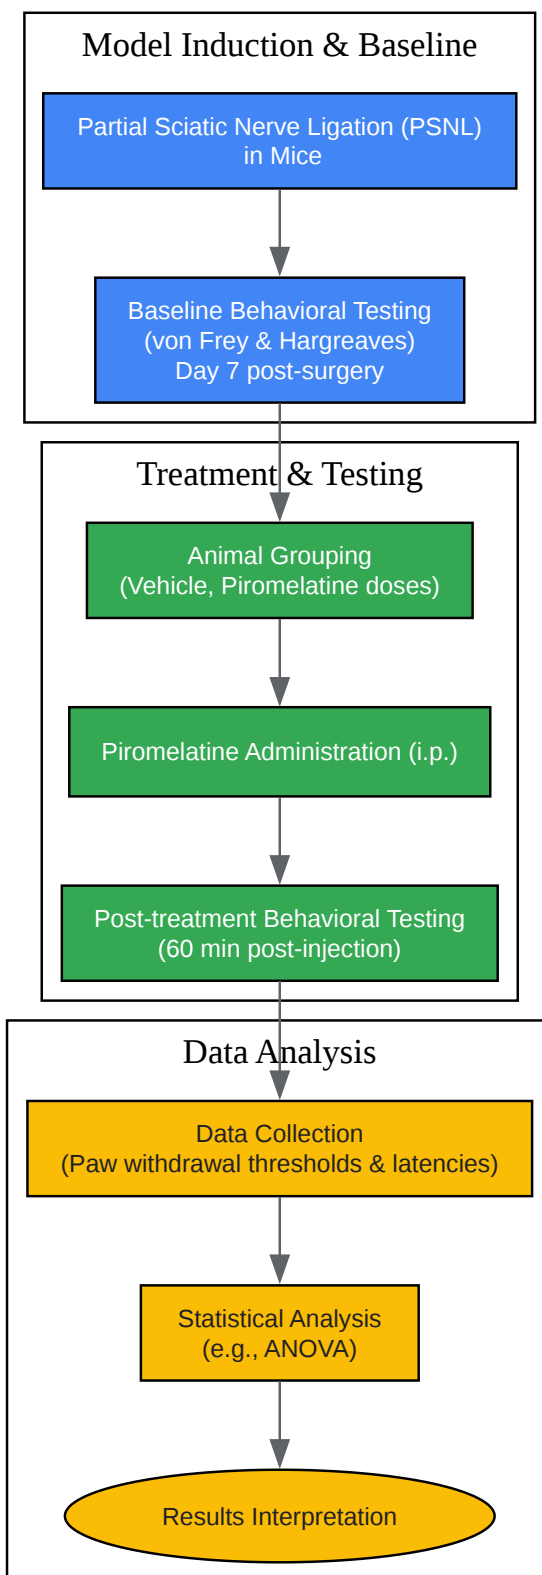 Model Induction & Baseline
Partial Sciatic Nerve Ligation (PSNL)
in Mice
Baseline Behavioral Testing
(von Frey & Hargreaves)
Day 7 post-surgery
Treatment & Testing
Animal Grouping
(Vehicle, Piromelatine doses)
Piromelatine Administration (i.p.)
Post-treatment Behavioral Testing
(60 min post-injection)
Data Analysis
Data Collection
(Paw withdrawal thresholds & latencies)
Statistical Analysis
(e.g., ANOVA)
Results Interpretation